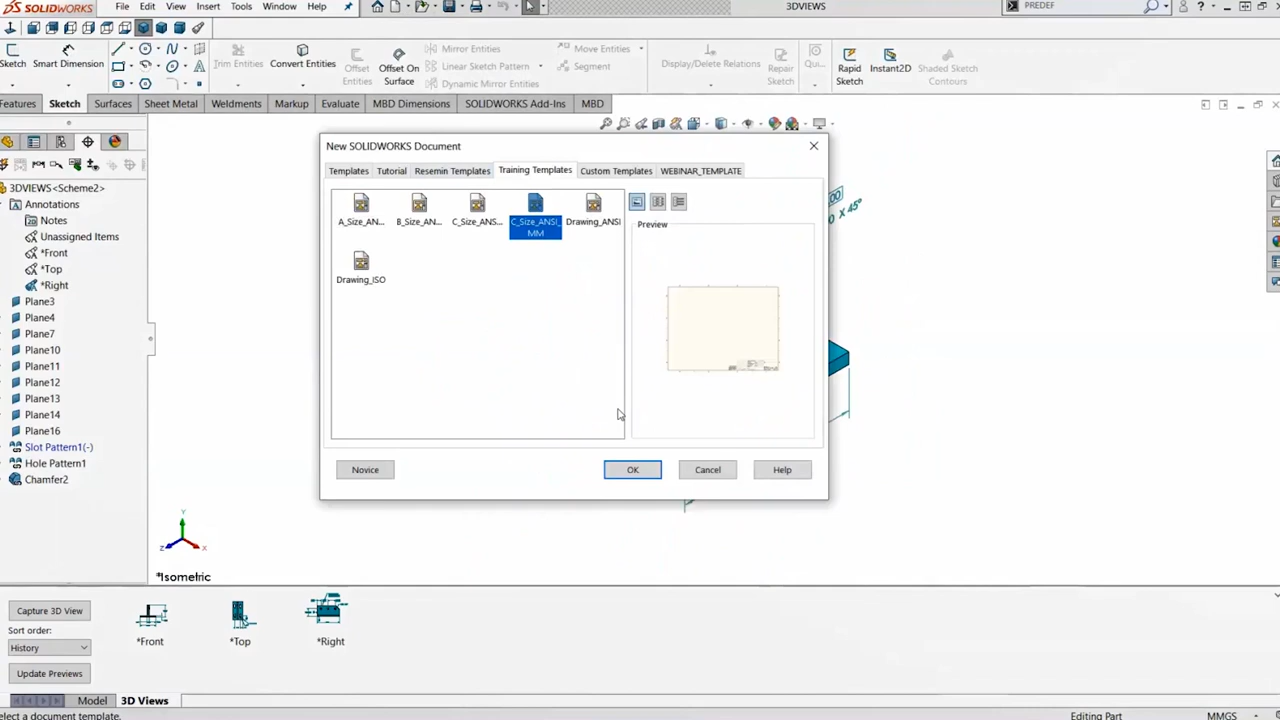 SOLIDWORKS File Edit View Insert Tools Window Help 3DVIEWS PREDEF
Sketch Smart Dimension Trim Entities Convert Entities Offset Entities Offset On Surface Mirror Entities Linear Sketch Pattern Dynamic Mirror Entities Move Entities Segment Display/Delete Relations Repair Sketch Qui... Rapid Sketch Instant2D Shaded Sketch Contours
Features Sketch Surfaces Sheet Metal Weldments Markup Evaluate MBD Dimensions SOLIDWORKS Add-Ins MBD
3DVIEWS <Scheme2>
Annotations
Notes
Unassigned Items
*Front
*Top
*Right
Plane3
Plane4
Plane7
Plane10
Plane11
Plane12
Plane13
Plane14
Plane16
Slot Pattern1(-)
Hole Pattern1
Chamfer2
New SOLIDWORKS Document
Templates Tutorial Resemin Templates Training Templates Custom Templates WEBINAR_TEMPLATE
A_Size_AN... B_Size_AN... C_Size_ANS... C_Size_ANSI_MM Drawing_ANSI
Drawing_ISO
Preview
Novice OK Cancel Help
X 45°
Y
Z X
*Isometric
Capture 3D View
Sort order:
History
Update Previews
*Front *Top *Right
Model 3D Views
Select a document template. Editing Part MMGS